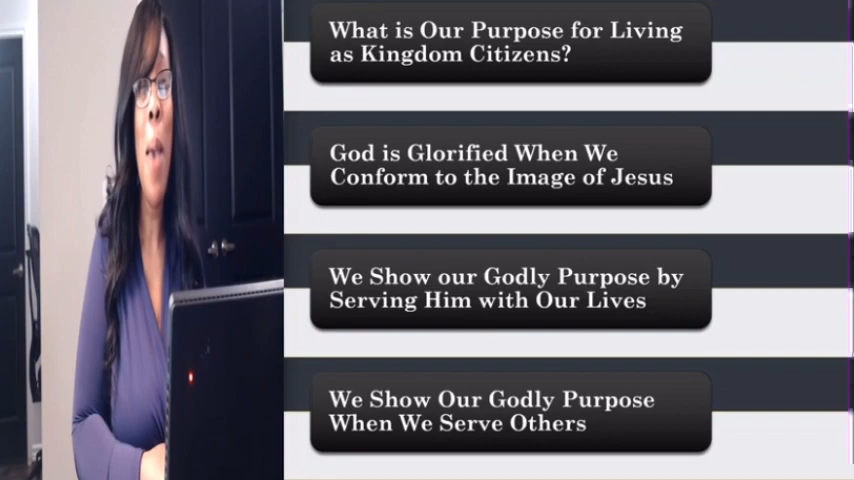 What is Our Purpose for Living
as Kingdom Citizens?
God is Glorified When We
Conform to the Image of Jesus
We Show our Godly Purpose by
Serving Him with Our Lives
We Show Our Godly Purpose
When We Serve Others